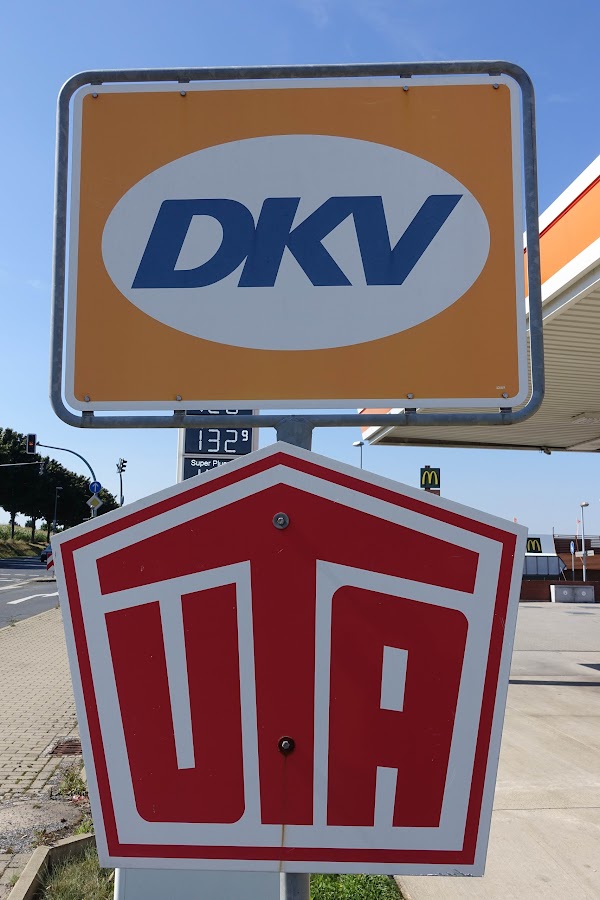 DKV
132⁹
Super Plus
UTA